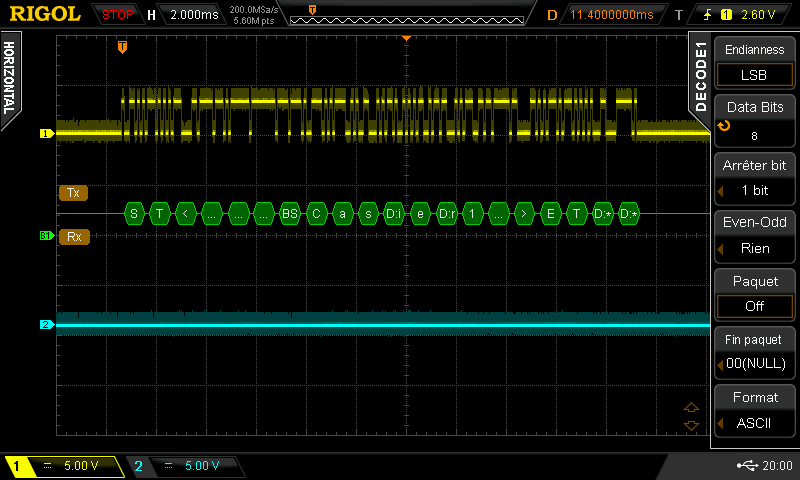 RIGOL STOP H 2.000ms 200.0MSa/s 5.60M pts D 11.4000000ms T 1 2.60 V
HORIZONTAL
T
1
Tx
S T < ... ... ... BS C a s D:i e D:r 1 ... > E T D:* D:*
B1
Rx
2
DECODE1
Endianness
LSB
Data Bits
8
Arrêter bit
1 bit
Even-Odd
Rien
Paquet
Off
Fin paquet
00(NULL)
Format
ASCII
1 5.00 V 2 5.00 V 20:00